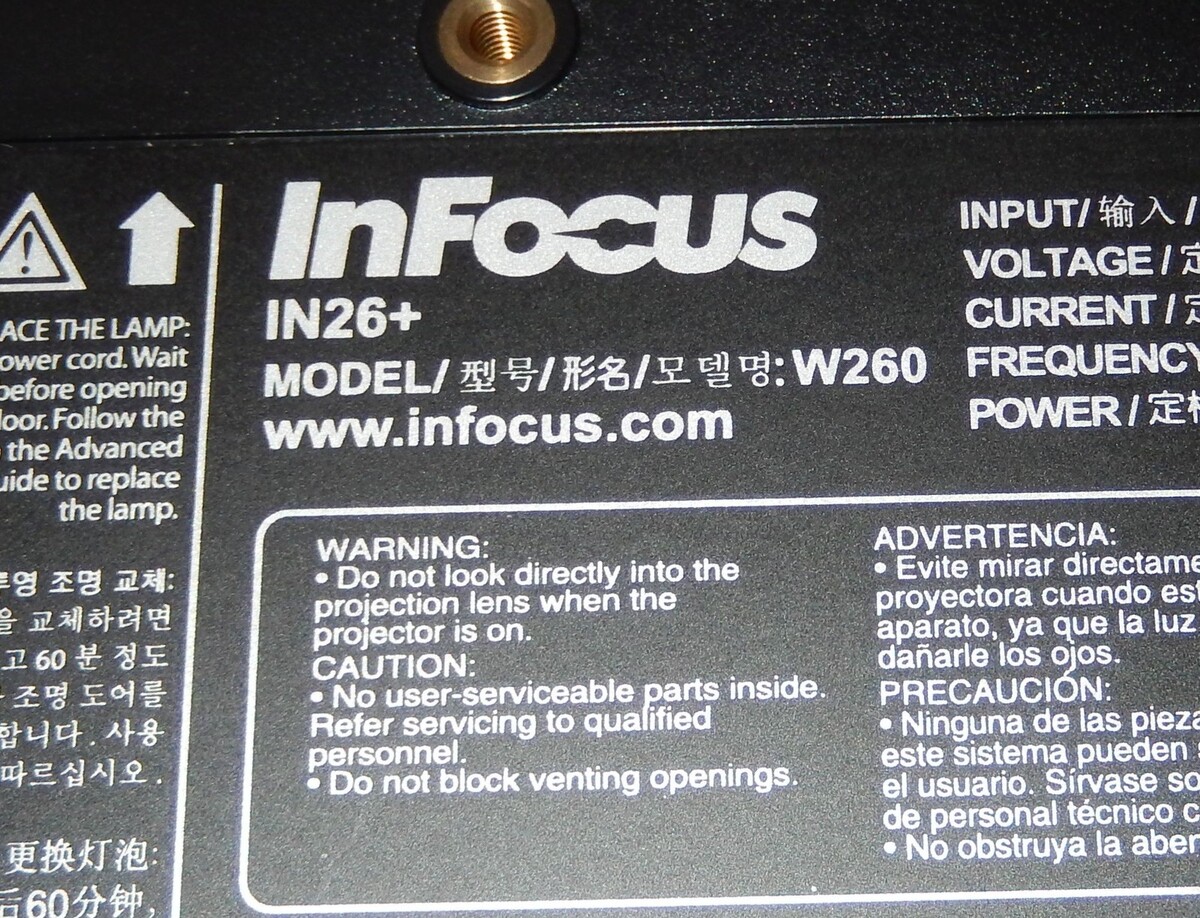 InFocus
IN26+
MODEL/型号/形名/모델명: W260
www.infocus.com
INPUT/输入/
VOLTAGE/定
CURRENT/定
FREQUENCY
POWER/定
ACE THE LAMP:
ower cord. Wait
before opening
oor. Follow the
the Advanced
uide to replace
the lamp.
영 조명 교체:
을 교체하려면
고 60 분 정도
조명 도어를
합니다. 사용
따르십시오.
更换灯泡:
后60分钟,
WARNING:
• Do not look directly into the
projection lens when the
projector is on.
CAUTION:
• No user-serviceable parts inside.
Refer servicing to qualified
personnel.
• Do not block venting openings.
ADVERTENCIA:
• Evite mirar directame
proyectora cuando est
aparato, ya que la luz
dañarle los ojos.
PRECAUCIÓN:
• Ninguna de las pieza
este sistema pueden
el usuario. Sírvase so
de personal técnico c
• No obstruya la aber